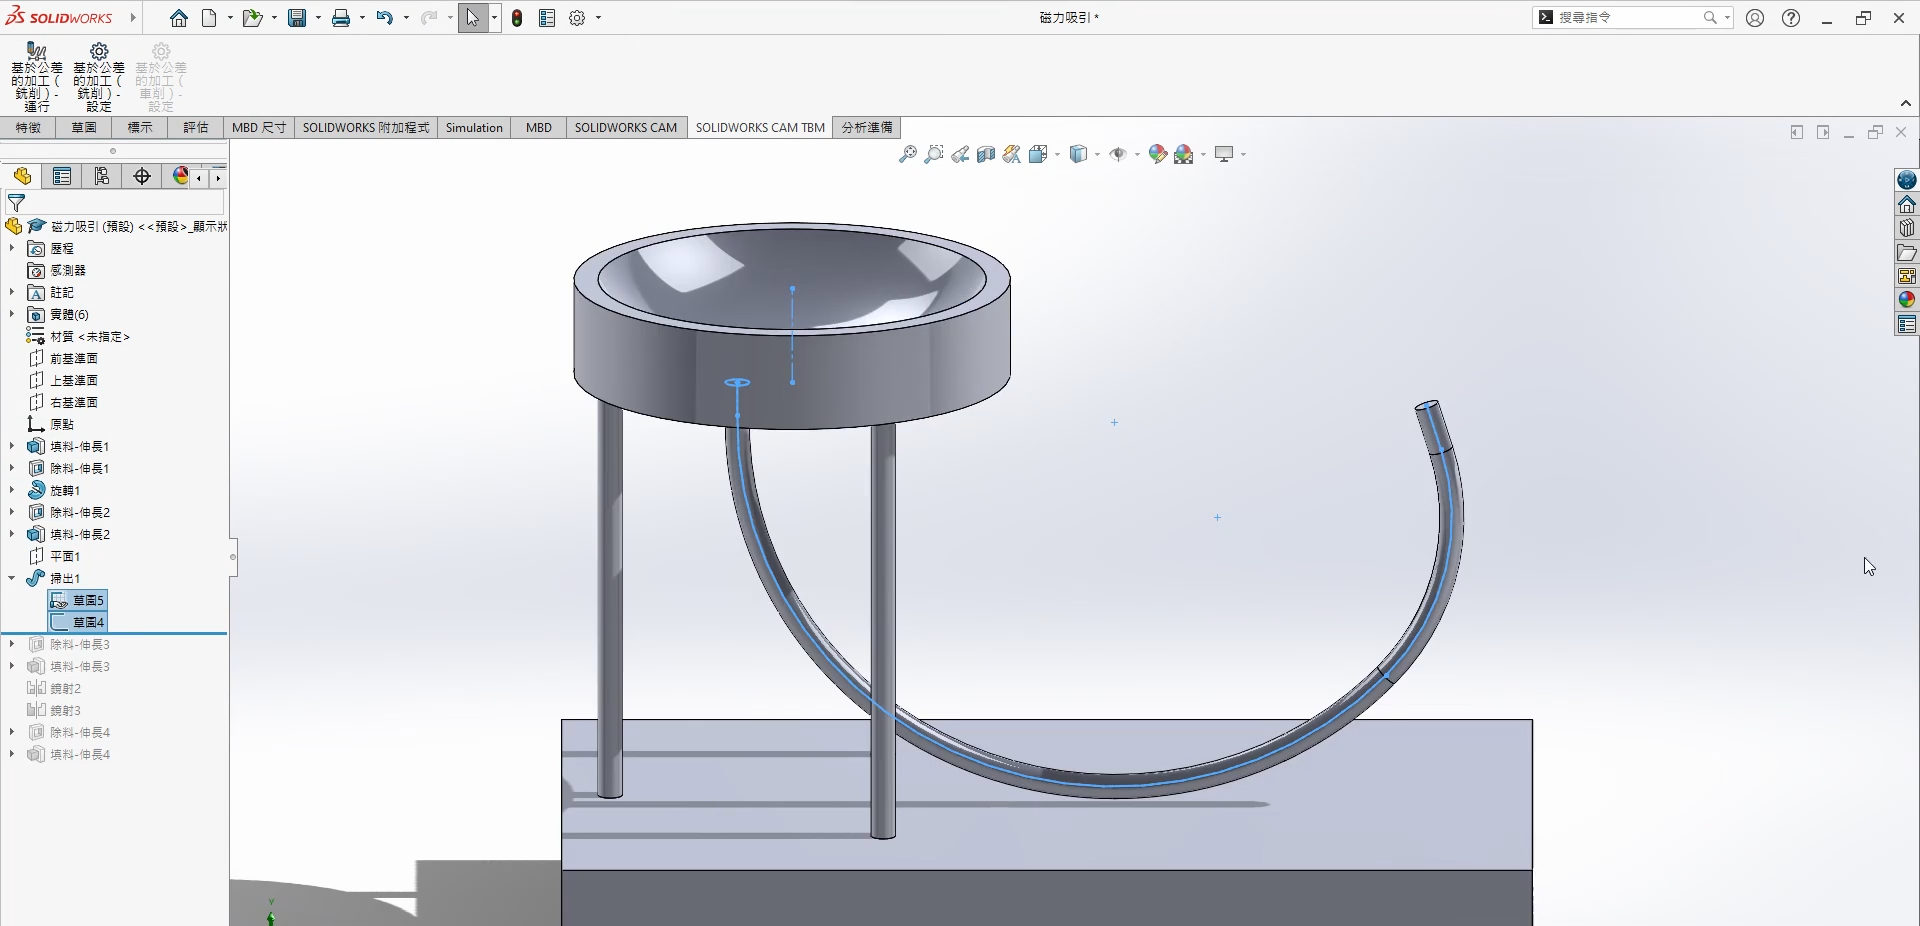 SOLIDWORKS
磁力吸引 *
搜尋指令
基於公差的加工（銑削）- 運行
基於公差的加工（銑削）- 設定
基於公差的加工（車削）- 設定
特徵
草圖
標示
評估
MBD 尺寸
SOLIDWORKS 附加程式
Simulation
MBD
SOLIDWORKS CAM
SOLIDWORKS CAM TBM
分析準備
磁力吸引 (預設) <<預設>_顯示狀
歷程
感測器
註記
實體(6)
材質 <未指定>
前基準面
上基準面
右基準面
原點
填料-伸長1
除料-伸長1
旋轉1
除料-伸長2
填料-伸長2
平面1
掃出1
草圖5
草圖4
除料-伸長3
填料-伸長3
鏡射2
鏡射3
除料-伸長4
填料-伸長4
Y